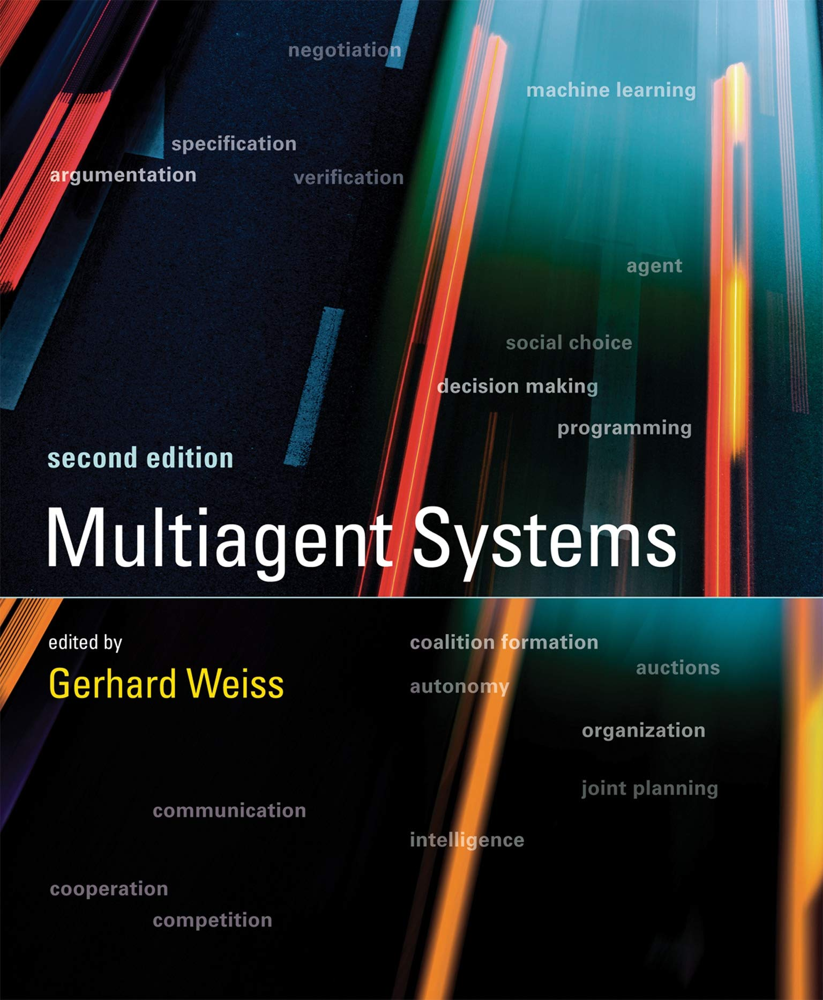 negotiation
machine learning
specification
argumentation
verification
agent
social choice
decision making
programming
second edition
Multiagent Systems
edited by
Gerhard Weiss
coalition formation
auctions
autonomy
organization
joint planning
communication
intelligence
cooperation
competition